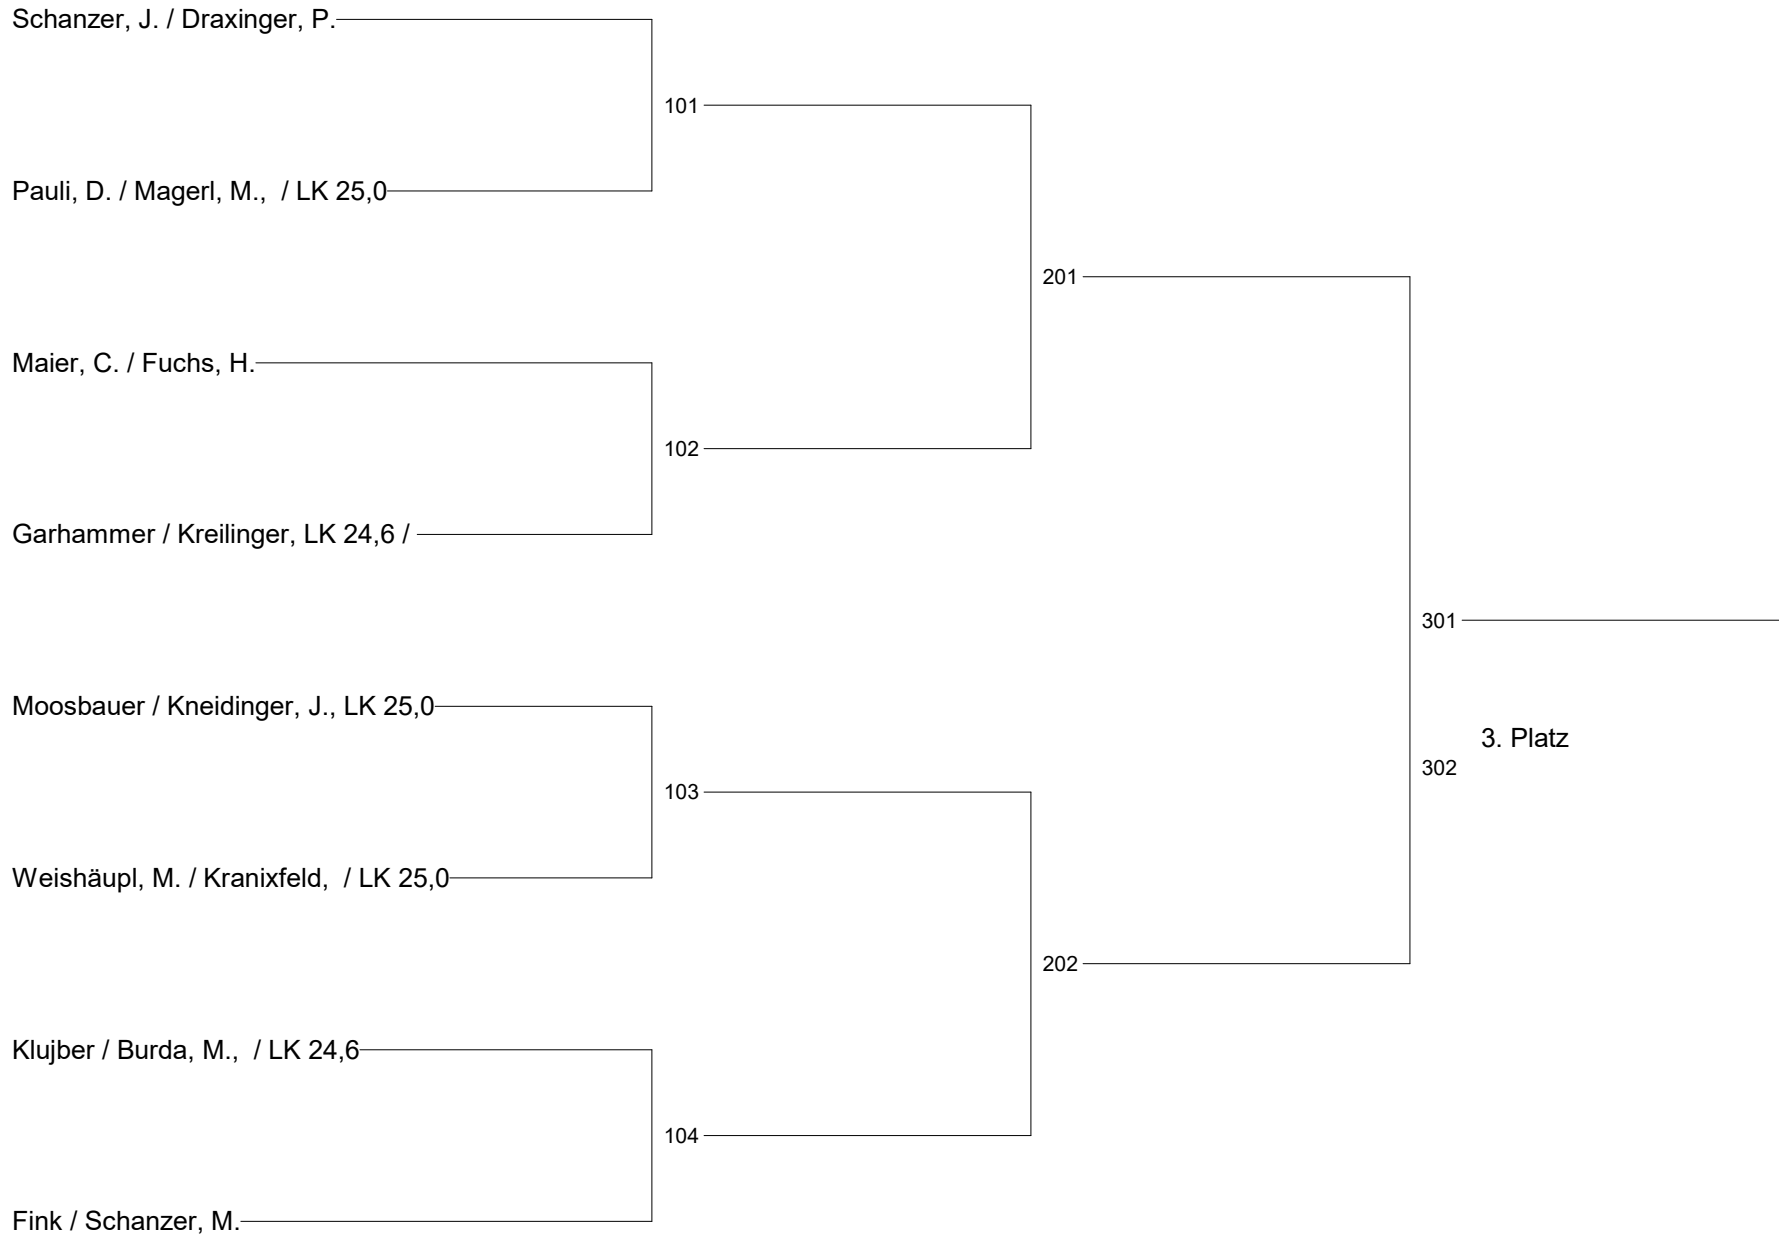 Schanzer, J. / Draxinger, P.
101
Pauli, D. / Magerl, M.,  / LK 25,0
201
Maier, C. / Fuchs, H.
102
Garhammer / Kreilinger, LK 24,6 /
301
Moosbauer / Kneidinger, J., LK 25,0
3. Platz
302
103
Weishäupl, M. / Kranixfeld,  / LK 25,0
202
Klujber / Burda, M.,  / LK 24,6
104
Fink / Schanzer, M.